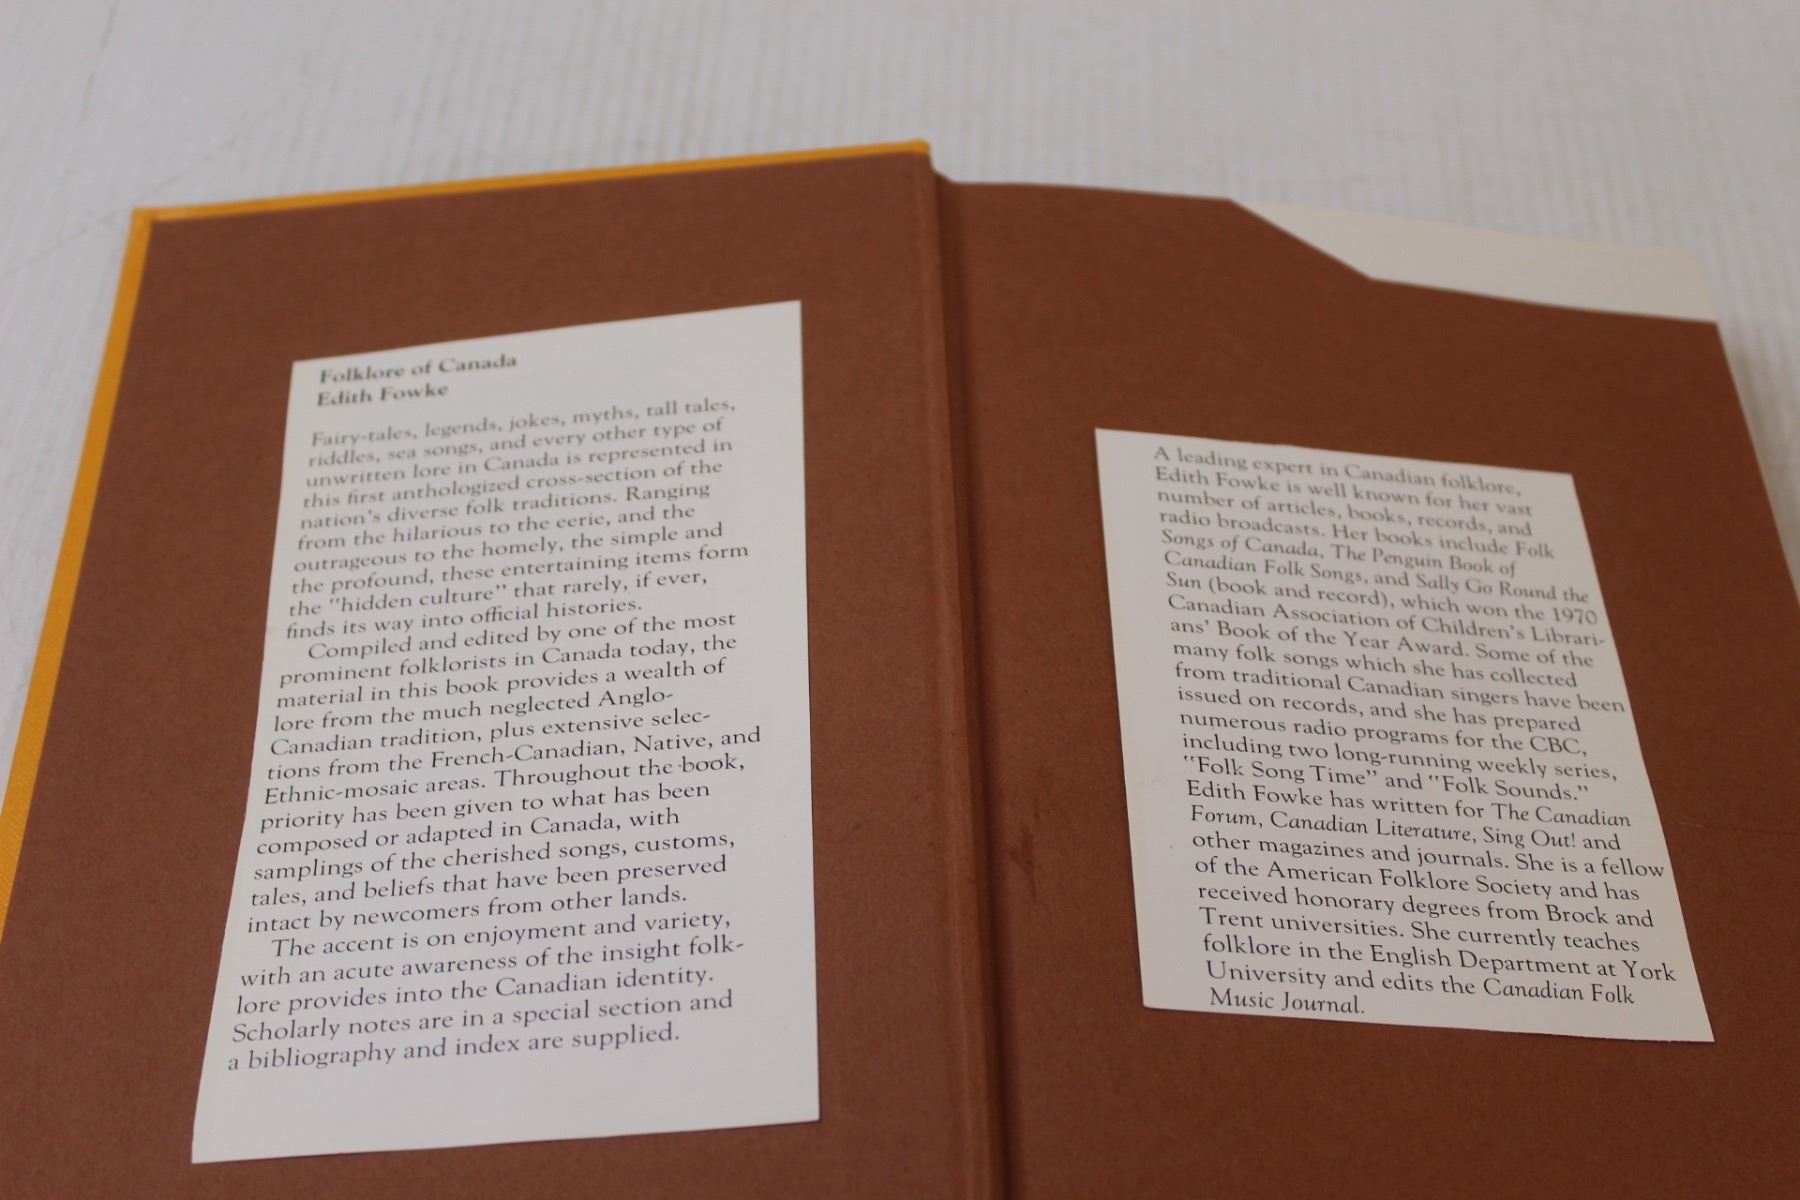 Folklore of Canada
Edith Fowke
Fairy-tales, legends, jokes, myths, tall tales,
riddles, sea songs, and every other type of
unwritten lore in Canada is represented in
this first anthologized cross-section of the
nation's diverse folk traditions. Ranging
from the hilarious to the eerie, and the
outrageous to the homely, the simple and
the profound, these entertaining items form
the "hidden culture" that rarely, if ever,
finds its way into official histories.
Compiled and edited by one of the most
prominent folklorists in Canada today, the
material in this book provides a wealth of
lore from the much neglected Anglo-
Canadian tradition, plus extensive selec-
tions from the French-Canadian, Native, and
Ethnic-mosaic areas. Throughout the book,
priority has been given to what has been
composed or adapted in Canada, with
samplings of the cherished songs, customs,
tales, and beliefs that have been preserved
intact by newcomers from other lands.
The accent is on enjoyment and variety,
with an acute awareness of the insight folk-
lore provides into the Canadian identity.
Scholarly notes are in a special section and
a bibliography and index are supplied.
A leading expert in Canadian folklore,
Edith Fowke is well known for her vast
number of articles, books, records, and
radio broadcasts. Her books include Folk
Songs of Canada, The Penguin Book of
Canadian Folk Songs, and Sally Go Round the
Sun (book and record), which won the 1970
Canadian Association of Children's Librari-
ans' Book of the Year Award. Some of the
many folk songs which she has collected
from traditional Canadian singers have been
issued on records, and she has prepared
numerous radio programs for the CBC,
including two long-running weekly series,
"Folk Song Time" and "Folk Sounds."
Edith Fowke has written for The Canadian
Forum, Canadian Literature, Sing Out! and
other magazines and journals. She is a fellow
of the American Folklore Society and has
received honorary degrees from Brock and
Trent universities. She currently teaches
folklore in the English Department at York
University and edits the Canadian Folk
Music Journal.